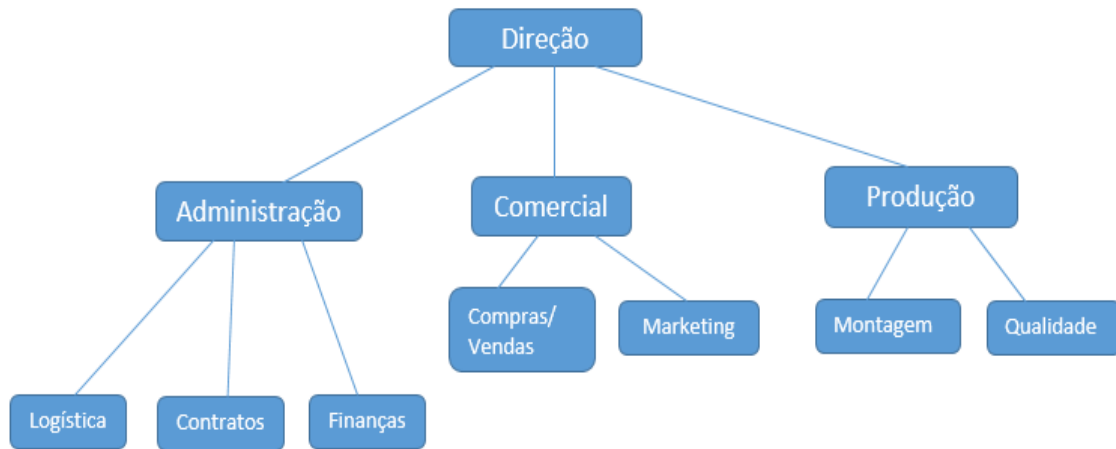 Direção
Administração
Comercial
Produção
Compras/
Vendas
Marketing
Montagem
Qualidade
Logística
Contratos
Finanças